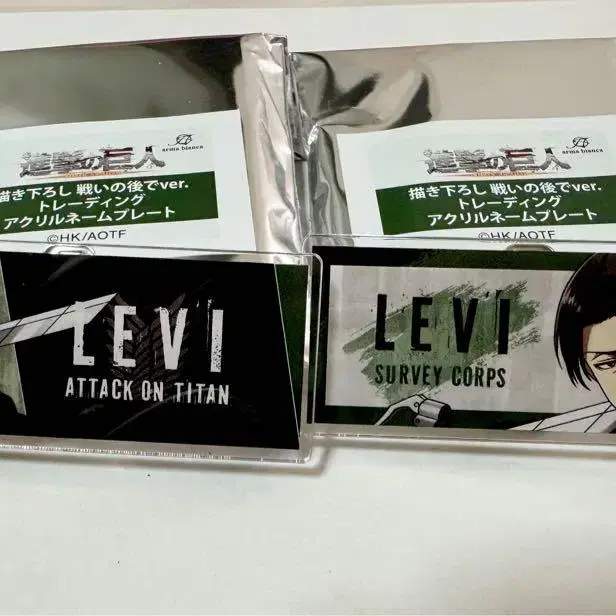 進撃の巨人
arma bianca
描き下ろし 戦いの後でver.
トレーディング
アクリルネームプレート
©HK/AOTF
進撃の巨人
arma bianca
描き下ろし 戦いの後でver.
トレーディング
アクリルネームプレート
©HK/AOTF
LEVI
ATTACK ON TITAN
LEVI
SURVEY CORPS